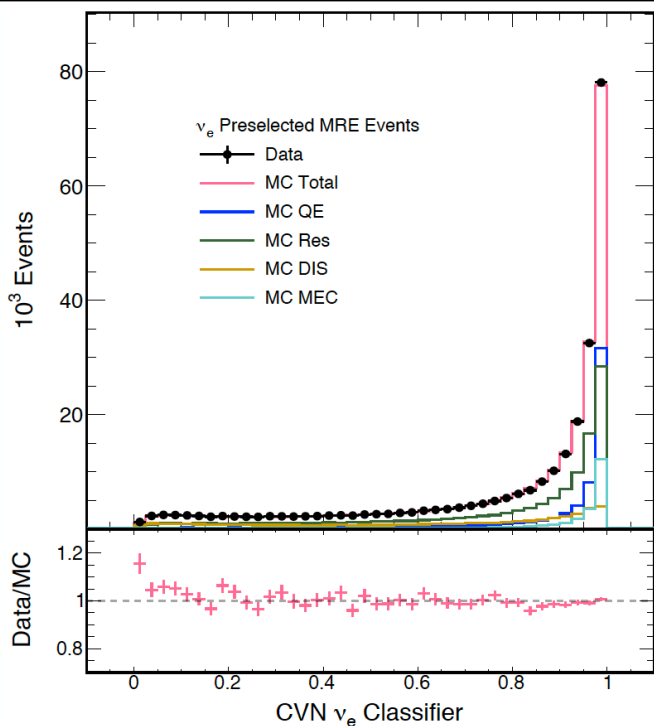 80
60
40
20
10³ Events
νe Preselected MRE Events
Data
MC Total
MC QE
MC Res
MC DIS
MC MEC
1.2
1
0.8
Data/MC
0 0.2 0.4 0.6 0.8 1
CVN νe Classifier